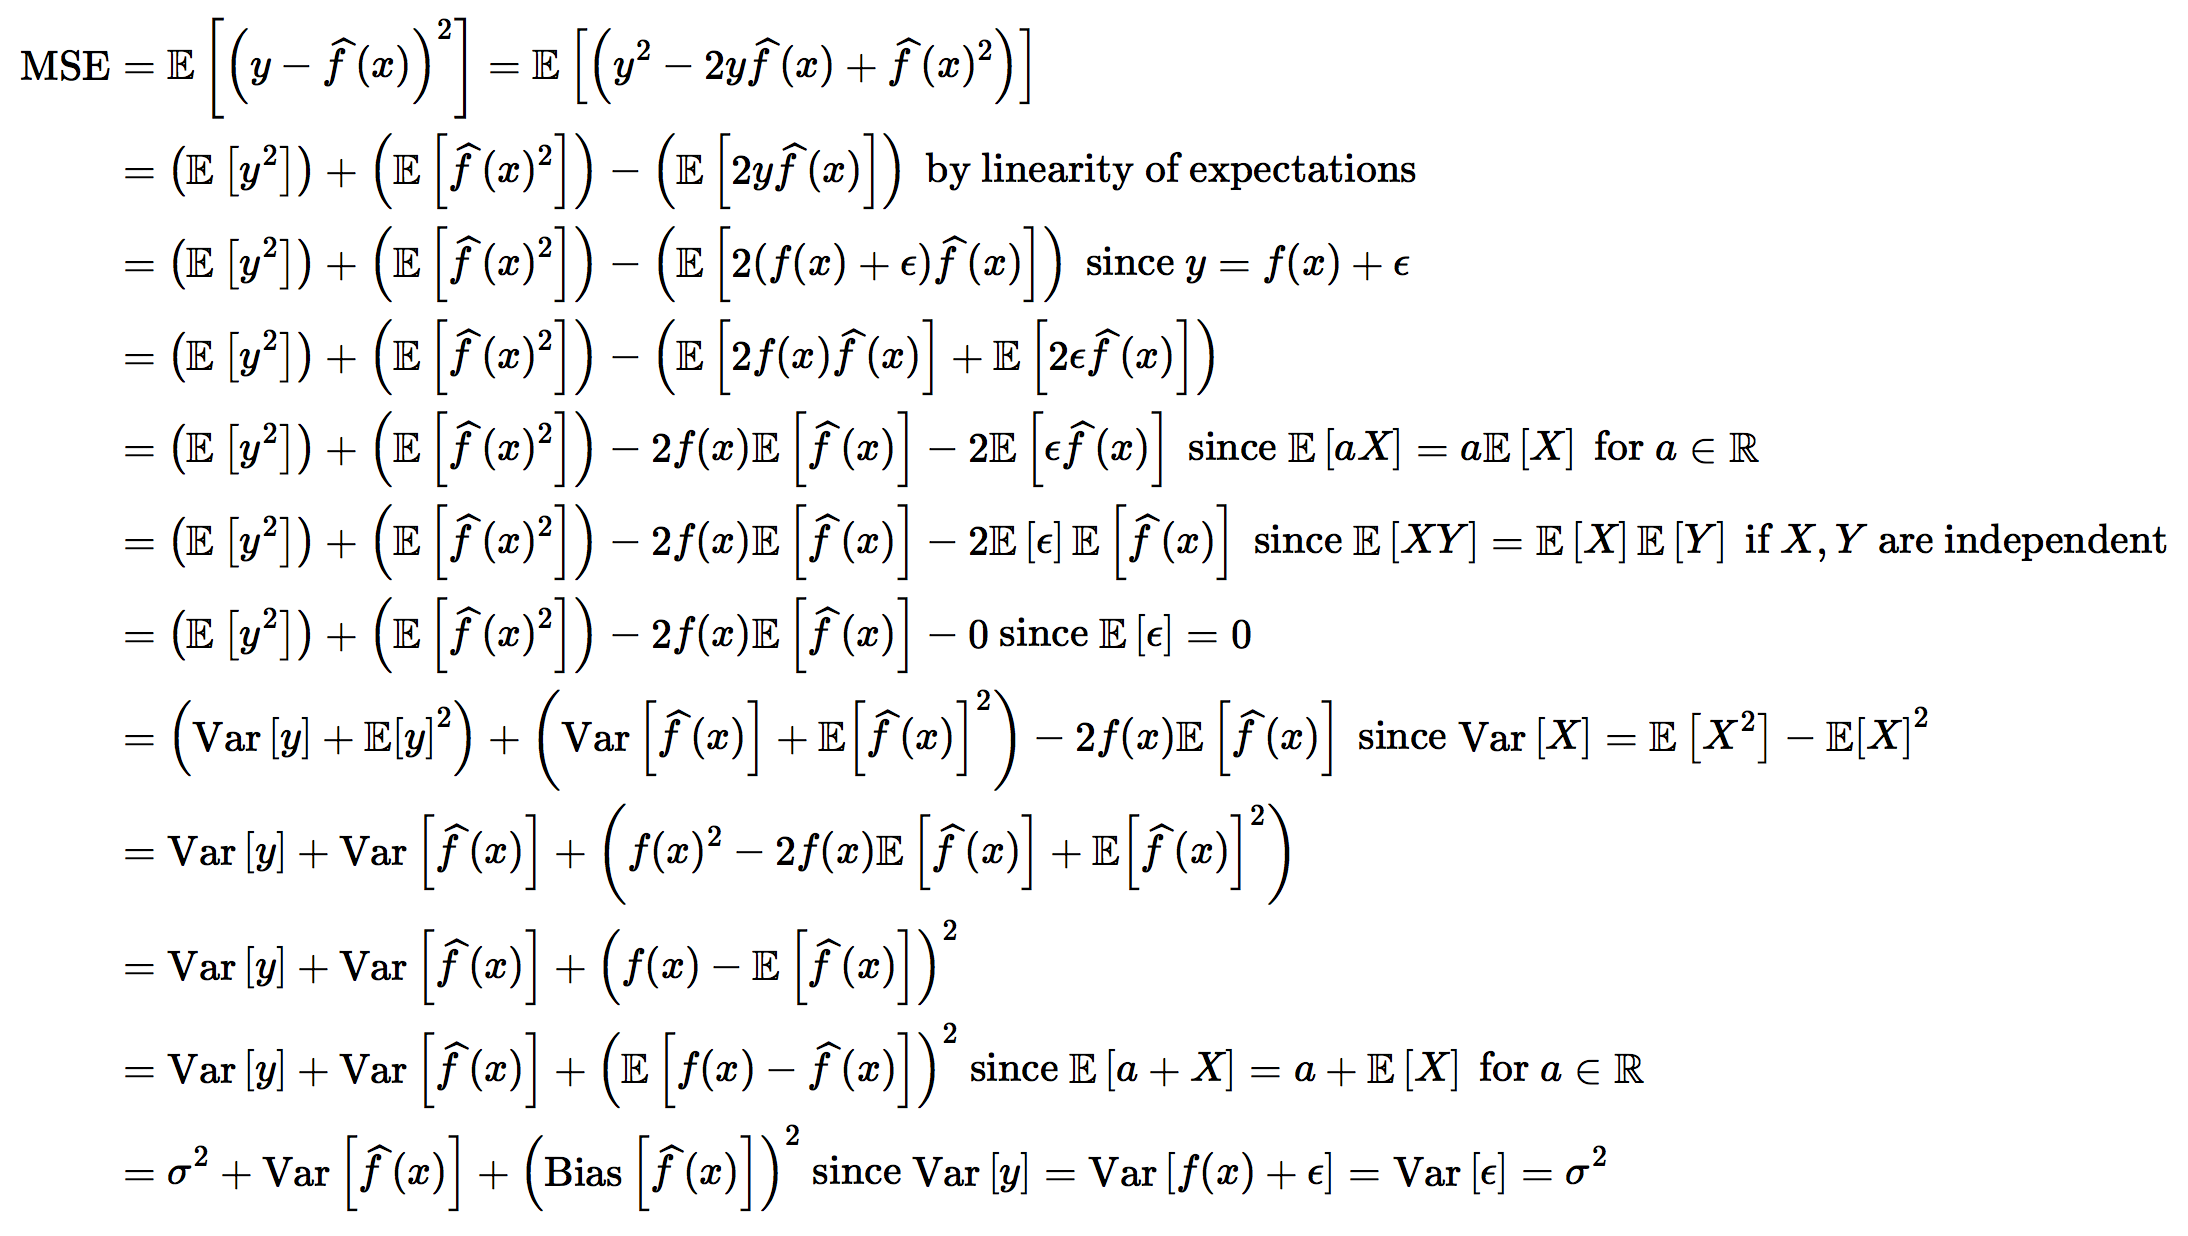 MSE = 𝔼[(y − f̂(x))²] = 𝔼[(y² − 2yf̂(x) + f̂(x)²)]
= (𝔼[y²]) + (𝔼[f̂(x)²]) − (𝔼[2yf̂(x)]) by linearity of expectations
= (𝔼[y²]) + (𝔼[f̂(x)²]) − (𝔼[2(f(x) + ϵ)f̂(x)]) since y = f(x) + ϵ
= (𝔼[y²]) + (𝔼[f̂(x)²]) − (𝔼[2f(x)f̂(x)] + 𝔼[2ϵf̂(x)])
= (𝔼[y²]) + (𝔼[f̂(x)²]) − 2f(x)𝔼[f̂(x)] − 2𝔼[ϵf̂(x)] since 𝔼[aX] = a𝔼[X] for a ∈ ℝ
= (𝔼[y²]) + (𝔼[f̂(x)²]) − 2f(x)𝔼[f̂(x)] − 2𝔼[ϵ]𝔼[f̂(x)] since 𝔼[XY] = 𝔼[X]𝔼[Y] if X, Y are independent
= (𝔼[y²]) + (𝔼[f̂(x)²]) − 2f(x)𝔼[f̂(x)] − 0 since 𝔼[ϵ] = 0
= (Var[y] + 𝔼[y]²) + (Var[f̂(x)] + 𝔼[f̂(x)]²) − 2f(x)𝔼[f̂(x)] since Var[X] = 𝔼[X²] − 𝔼[X]²
= Var[y] + Var[f̂(x)] + (f(x)² − 2f(x)𝔼[f̂(x)] + 𝔼[f̂(x)]²)
= Var[y] + Var[f̂(x)] + (f(x) − 𝔼[f̂(x)])²
= Var[y] + Var[f̂(x)] + (𝔼[f(x) − f̂(x)])² since 𝔼[a + X] = a + 𝔼[X] for a ∈ ℝ
= σ² + Var[f̂(x)] + (Bias[f̂(x)])² since Var[y] = Var[f(x) + ϵ] = Var[ϵ] = σ²